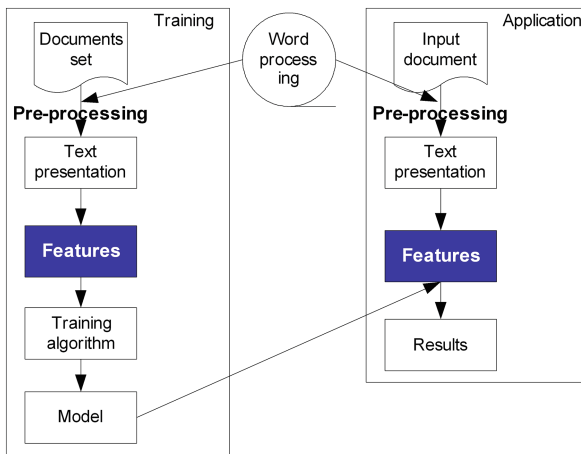 Training
Documents
set
Pre-processing
Text
presentation
Features
Training
algorithm
Model
Word
process
ing
Application
Input
document
Pre-processing
Text
presentation
Features
Results